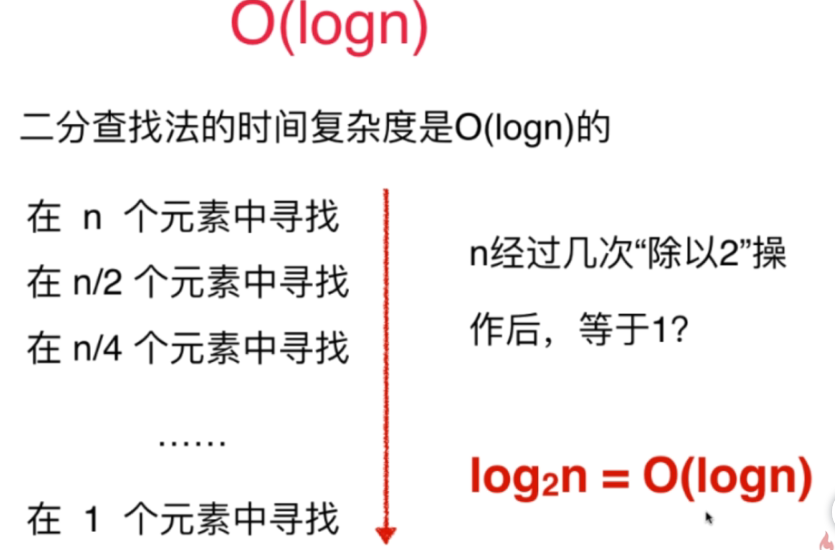 O(logn)
二分查找法的时间复杂度是O(logn)的
在 n 个元素中寻找
在 n/2 个元素中寻找
在 n/4 个元素中寻找
……
在 1 个元素中寻找
n经过几次“除以2”操
作后，等于1？
log₂n = O(logn)